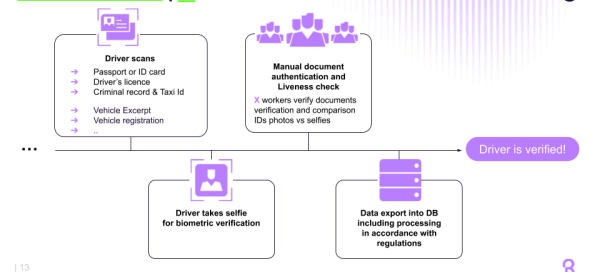 Driver scans
→ Passport or ID card
→ Driver's licence
→ Criminal record & Taxi Id
→ Vehicle Excerpt
→ Vehicle registration
→ ..
Manual document
authentication and
Liveness check
X workers verify documents
verification and comparison
IDs photos vs selfies
...
Driver is verified!
Driver takes selfie
for biometric verification
Data export into DB
including processing
in accordance with
regulations
| 13